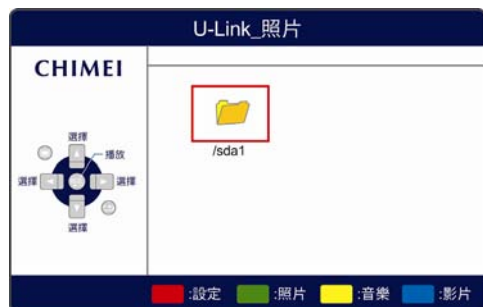 U-Link_照片
CHIMEI
/sda1
選擇
播放
選擇
選擇
選擇
:設定
:照片
:音樂
:影片